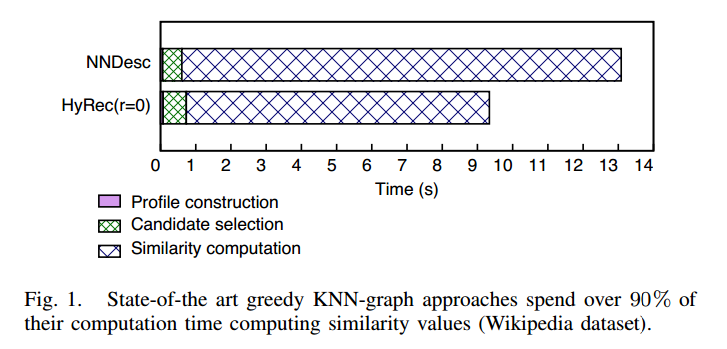 NNDesc
HyRec(r=0)
0 1 2 3 4 5 6 7 8 9 10 11 12 13 14
Time (s)
Profile construction
Candidate selection
Similarity computation
Fig. 1. State-of-the art greedy KNN-graph approaches spend over 90% of
their computation time computing similarity values (Wikipedia dataset).